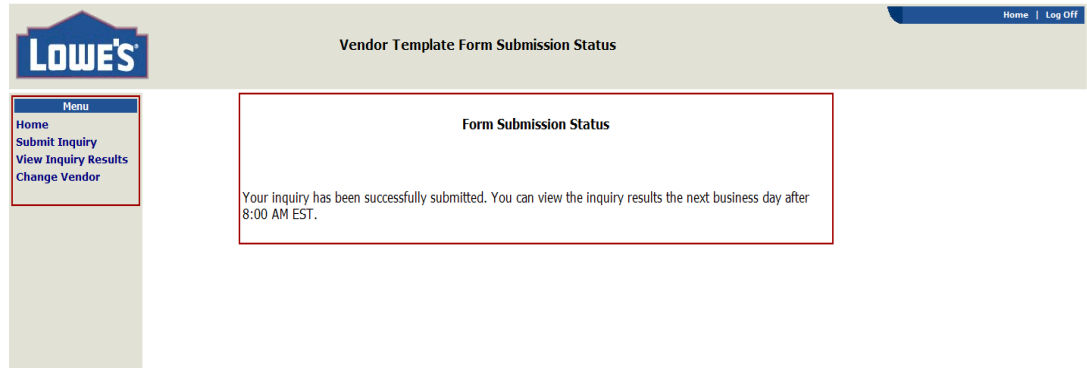 Home | Log Off
LOWE'S
Vendor Template Form Submission Status
Menu
Home
Submit Inquiry
View Inquiry Results
Change Vendor
Form Submission Status
Your inquiry has been successfully submitted. You can view the inquiry results the next business day after
8:00 AM EST.